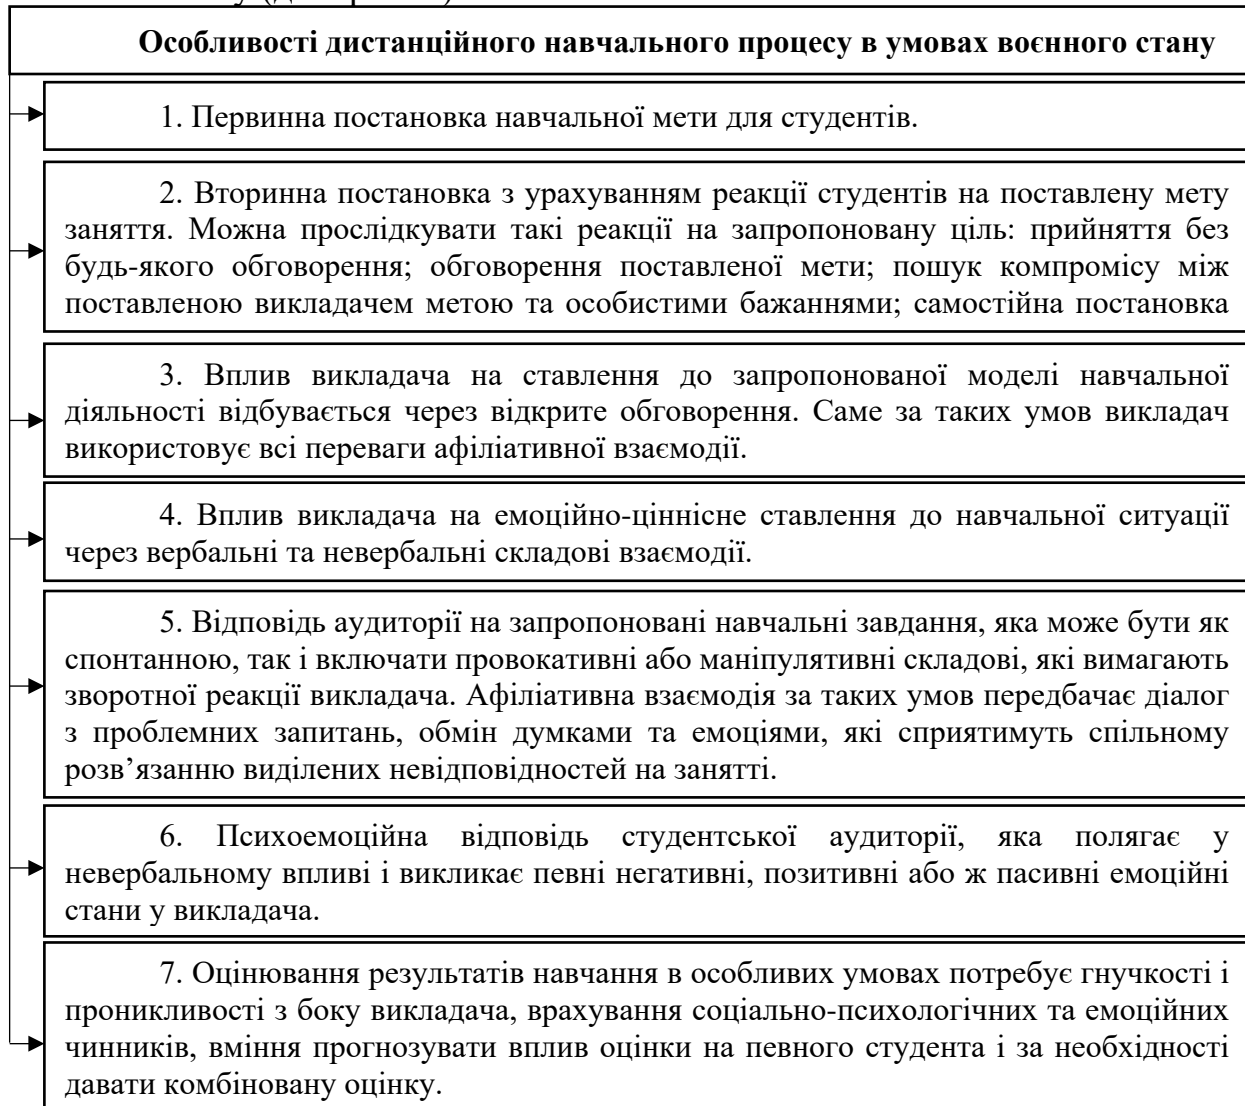 Особливості дистанційного навчального процесу в умовах воєнного стану
1. Первинна постановка навчальної мети для студентів.
2. Вторинна постановка з урахуванням реакції студентів на поставлену мету
заняття. Можна прослідкувати такі реакції на запропоновану ціль: прийняття без
будь-якого обговорення; обговорення поставленої мети; пошук компромісу між
поставленою викладачем метою та особистими бажаннями; самостійна постановка
3. Вплив викладача на ставлення до запропонованої моделі навчальної
діяльності відбувається через відкрите обговорення. Саме за таких умов викладач
використовує всі переваги афіліативної взаємодії.
4. Вплив викладача на емоційно-ціннісне ставлення до навчальної ситуації
через вербальні та невербальні складові взаємодії.
5. Відповідь аудиторії на запропоновані навчальні завдання, яка може бути як
спонтанною, так і включати провокативні або маніпулятивні складові, які вимагають
зворотної реакції викладача. Афіліативна взаємодія за таких умов передбачає діалог
з проблемних запитань, обмін думками та емоціями, які сприятимуть спільному
розв’язанню виділених невідповідностей на занятті.
6. Психоемоційна відповідь студентської аудиторії, яка полягає у
невербальному впливі і викликає певні негативні, позитивні або ж пасивні емоційні
стани у викладача.
7. Оцінювання результатів навчання в особливих умовах потребує гнучкості і
проникливості з боку викладача, врахування соціально-психологічних та емоційних
чинників, вміння прогнозувати вплив оцінки на певного студента і за необхідності
давати комбіновану оцінку.